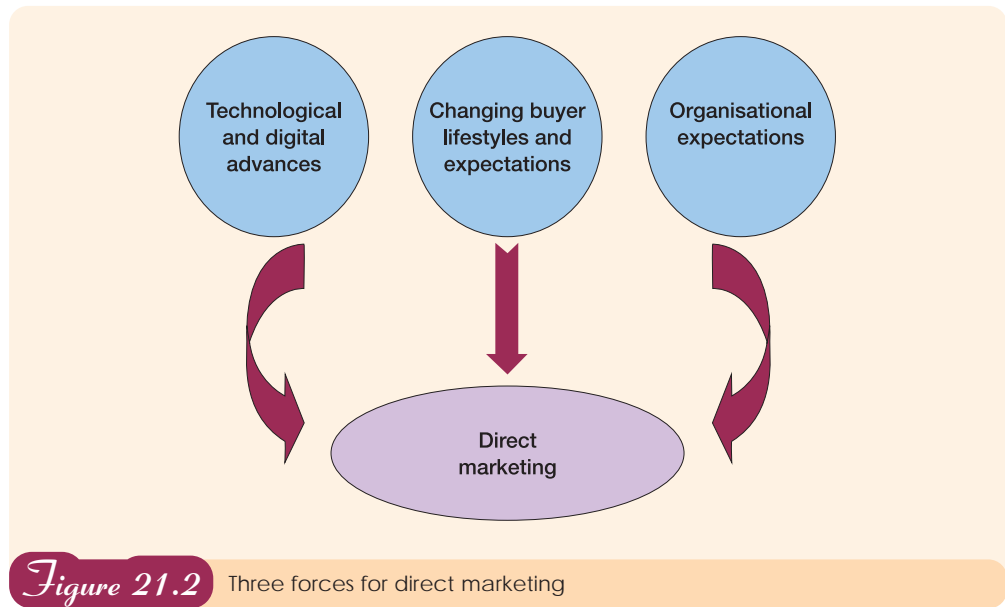 Technological
and digital
advances
Changing buyer
lifestyles and
expectations
Organisational
expectations
Direct
marketing
Figure 21.2 Three forces for direct marketing